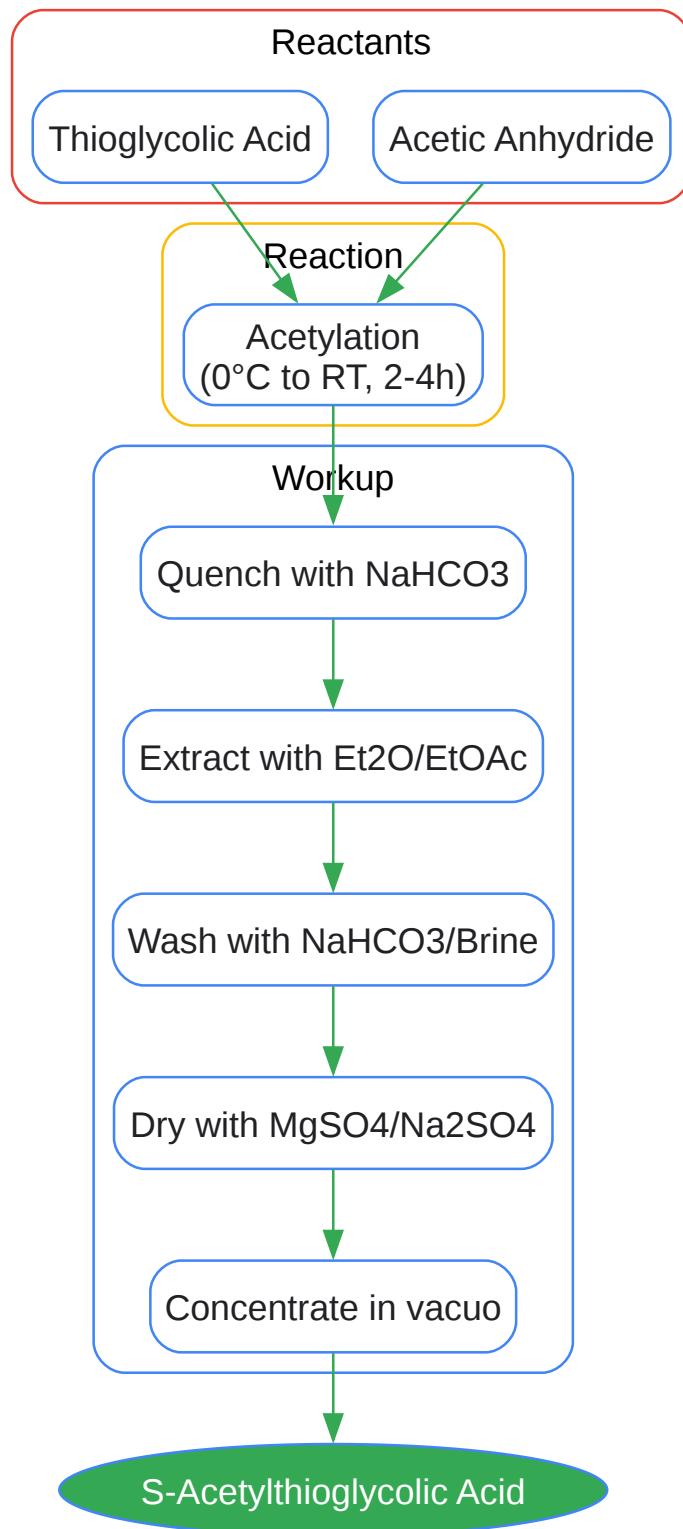 Reactants
Thioglycolic Acid
Acetic Anhydride
Reaction
Acetylation
(0°C to RT, 2-4h)
Workup
Quench with NaHCO3
Extract with Et2O/EtOAc
Wash with NaHCO3/Brine
Dry with MgSO4/Na2SO4
Concentrate in vacuo
S-Acetylthioglycolic Acid